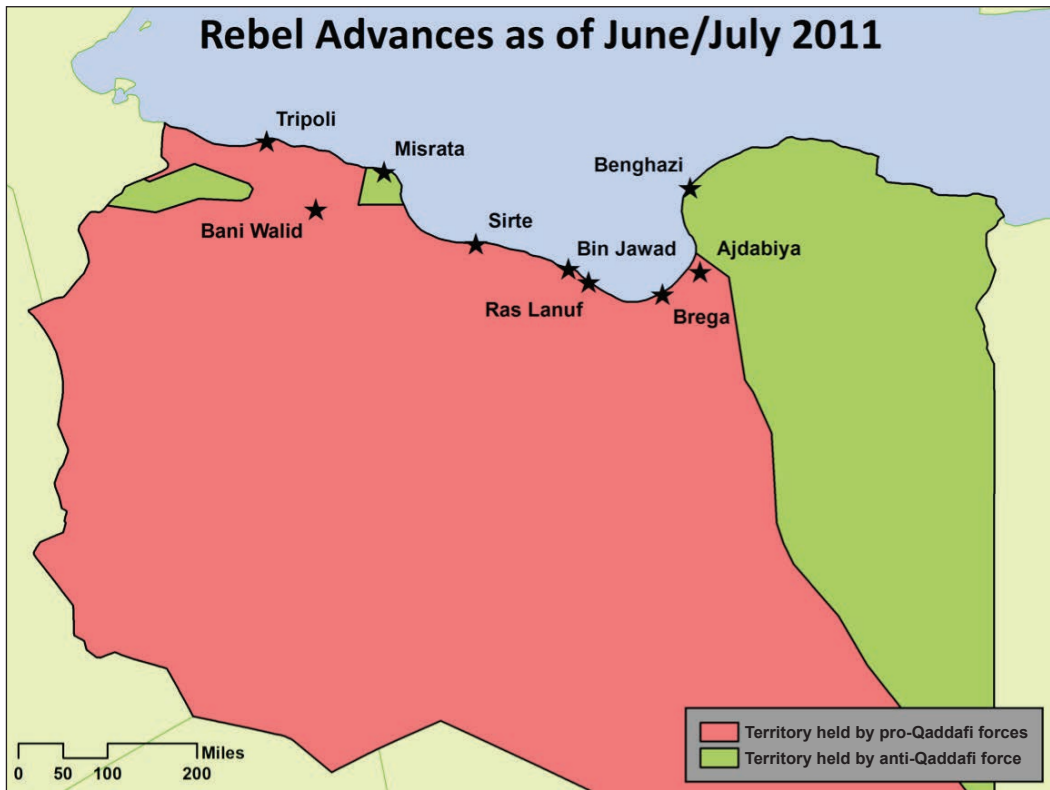 Rebel Advances as of June/July 2011
Tripoli
Misrata
Benghazi
Bani Walid
Sirte
Bin Jawad
Ajdabiya
Ras Lanuf
Brega
Territory held by pro-Qaddafi forces
Territory held by anti-Qaddafi force
Miles
0 50 100 200